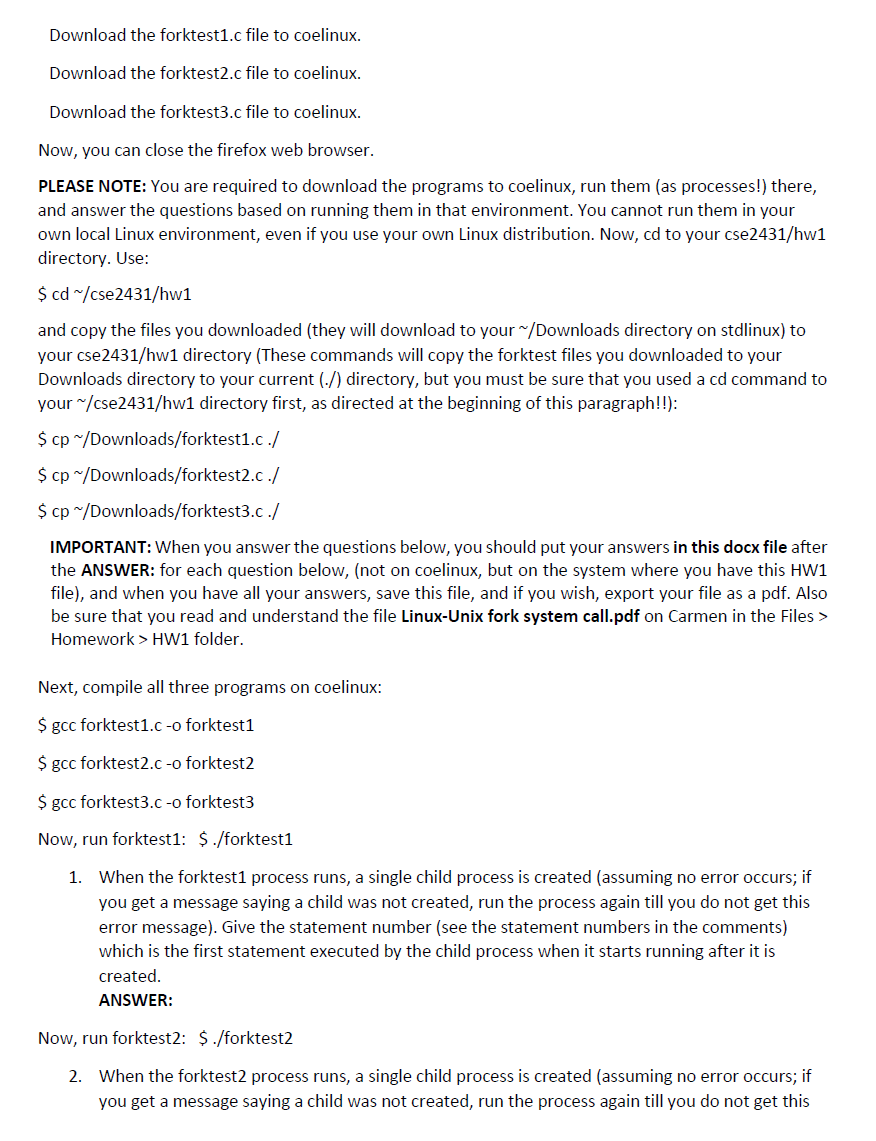 Download the forktest1.c file to coelinux.
Download the forktest2.c file to coelinux.
Download the forktest3.c file to coelinux.
Now, you can close the firefox web browser.
PLEASE NOTE: You are required to download the programs to coelinux, run them (as processes!) there,
and answer the questions based on running them in that environment. You cannot run them in your
own local Linux environment, even if you use your own Linux distribution. Now, cd to your cse2431/hw1
directory. Use:
$ cd ~/cse2431/hw1
and copy the files you downloaded (they will download to your ~/Downloads directory on stdlinux) to
your cse2431/hw1 directory (These commands will copy the forktest files you downloaded to your
Downloads directory to your current (./) directory, but you must be sure that you used a cd command to
your ~/cse2431/hw1 directory first, as directed at the beginning of this paragraph!!):
$ cp ~/Downloads/forktest1.c ./
$ cp ~/Downloads/forktest2.c ./
$ cp ~/Downloads/forktest3.c ./
IMPORTANT: When you answer the questions below, you should put your answers in this docx file after
the ANSWER: for each question below, (not on coelinux, but on the system where you have this HW1
file), and when you have all your answers, save this file, and if you wish, export your file as a pdf. Also
be sure that you read and understand the file Linux-Unix fork system call.pdf on Carmen in the Files >
Homework > HW1 folder.
Next, compile all three programs on coelinux:
$ gcc forktest1.c -o forktest1
$ gcc forktest2.c -o forktest2
$ gcc forktest3.c -o forktest3
Now, run forktest1: $ ./forktest1
1. When the forktest1 process runs, a single child process is created (assuming no error occurs; if
you get a message saying a child was not created, run the process again till you do not get this
error message). Give the statement number (see the statement numbers in the comments)
which is the first statement executed by the child process when it starts running after it is
created.
ANSWER:
Now, run forktest2: $ ./forktest2
2. When the forktest2 process runs, a single child process is created (assuming no error occurs; if
you get a message saying a child was not created, run the process again till you do not get this